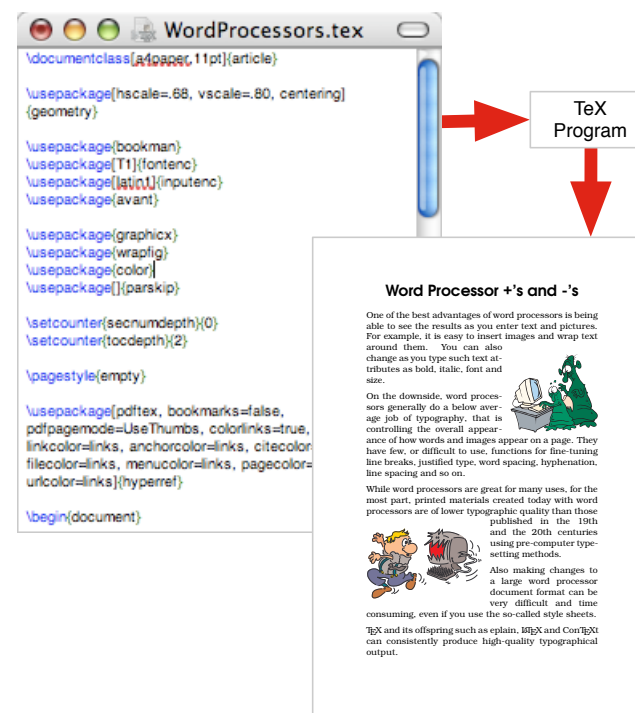 WordProcessors.tex
\documentclass[a4paper,11pt]{article}
\usepackage[hscale=.68, vscale=.80, centering]
{geometry}
\usepackage{bookman}
\usepackage[T1]{fontenc}
\usepackage[latin1]{inputenc}
\usepackage{avant}
\usepackage{graphicx}
\usepackage{wrapfig}
\usepackage{color}
\usepackage[]{parskip}
\setcounter{secnumdepth}{0}
\setcounter{tocdepth}{2}
\pagestyle{empty}
\usepackage[pdftex, bookmarks=false,
pdfpagemode=UseThumbs, colorlinks=true,
linkcolor=links, anchorcolor=links, citecolor
filecolor=links, menucolor=links, pagecolor=
urlcolor=links]{hyperref}
\begin{document}
TeX
Program
Word Processor +'s and -'s
One of the best advantages of word processors is being
able to see the results as you enter text and pictures.
For example, it is easy to insert images and wrap text
around them. You can also
change as you type such text at-
tributes as bold, italic, font and
size.
On the downside, word proces-
sors generally do a below aver-
age job of typography, that is
controlling the overall appear-
ance of how words and images appear on a page. They
have few, or difficult to use, functions for fine-tuning
line breaks, justified type, word spacing, hyphenation,
line spacing and so on.
While word processors are great for many uses, for the
most part, printed materials created today with word
processors are of lower typographic quality than those
published in the 19th
and the 20th centuries
using pre-computer type-
setting methods.
Also making changes to
a large word processor
document format can be
very difficult and time
consuming, even if you use the so-called style sheets.
TEX and its offspring such as eplain, LATEX and ConTEXt
can consistently produce high-quality typographical
output.